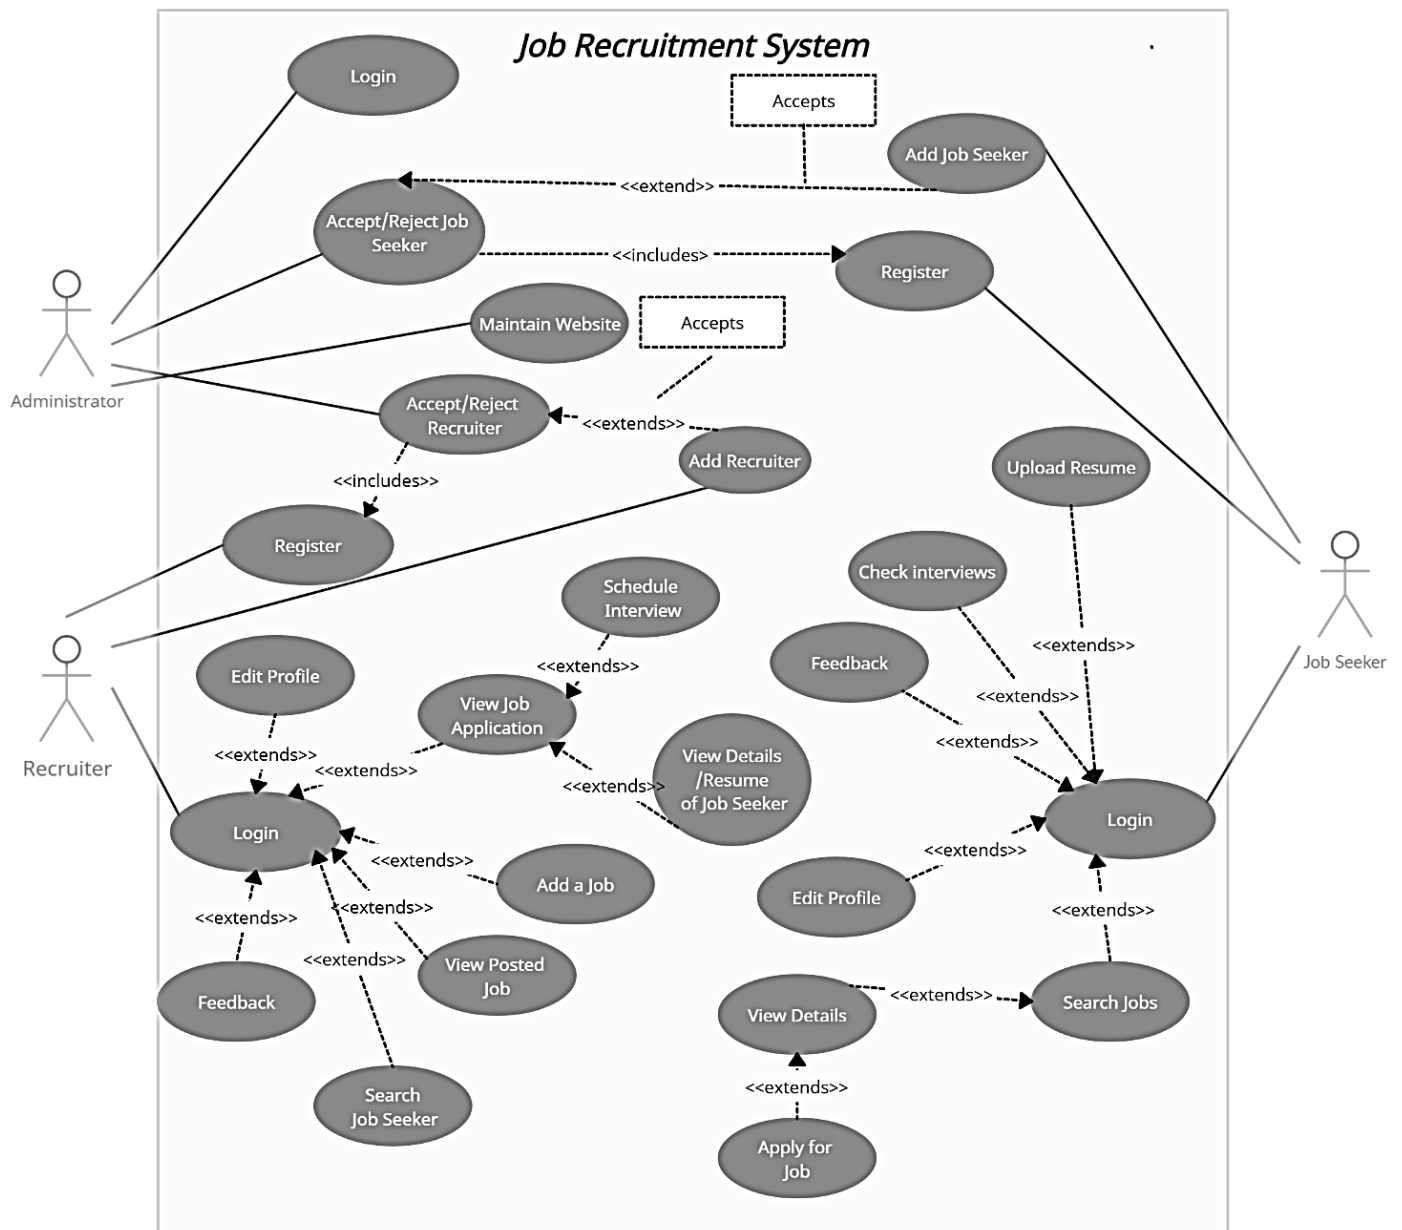 Job Recruitment System
Login
Accepts
Add Job Seeker
<<extend>>
Accept/Reject Job
Seeker
<<includes>
Register
Maintain Website
Accepts
Administrator
Accept/Reject
Recruiter
<<extends>>
Add Recruiter
Upload Resume
<<includes>>
Register
Check interviews
Schedule
Interview
<<extends>>
<<extends>>
Feedback
Job Seeker
Edit Profile
<<extends>>
View Job
Application
<<extends>>
<<extends>>
<<extends>>
View Details
/Resume
of Job Seeker
<<extends>>
Recruiter
<<extends>>
Login
Login
<<extends>>
<<extends>>
Add a Job
Edit Profile
<<extends>>
<<extends>>
<<extends>>
<<extends>>
View Posted
Job
Feedback
View Details
<<extends>>
Search Jobs
<<extends>>
Search
Job Seeker
Apply for
Job